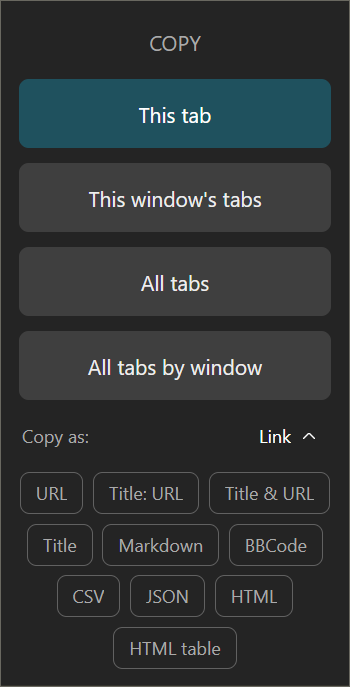 COPY
This tab
This window's tabs
All tabs
All tabs by window
Copy as: Link
URL Title: URL Title & URL
Title Markdown BBCode
CSV JSON HTML
HTML table